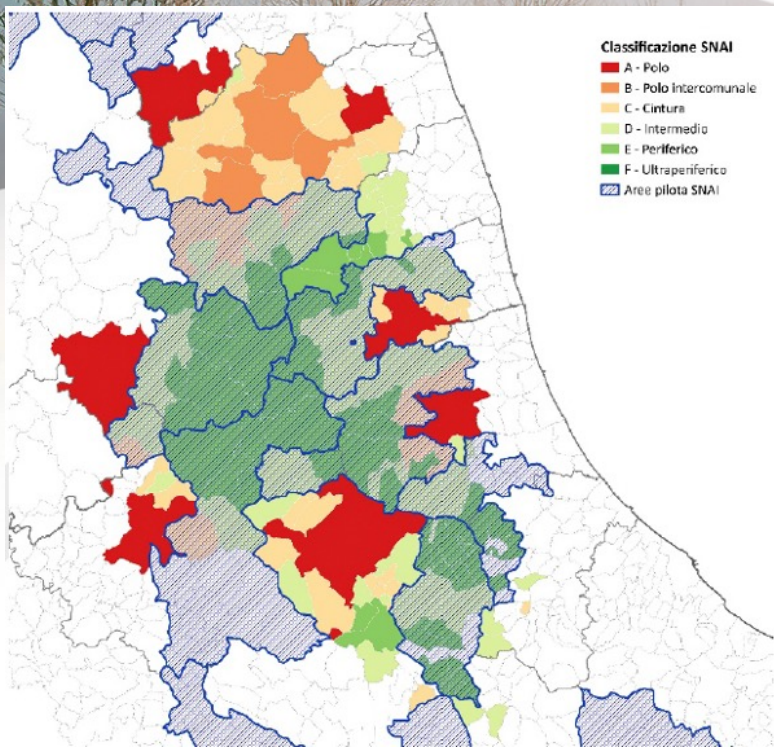 Classificazione SNAI
A - Polo
B - Polo intercomunale
C - Cintura
D - Intermedio
E - Periferico
F - Ultraperiferico
Aree pilota SNAI